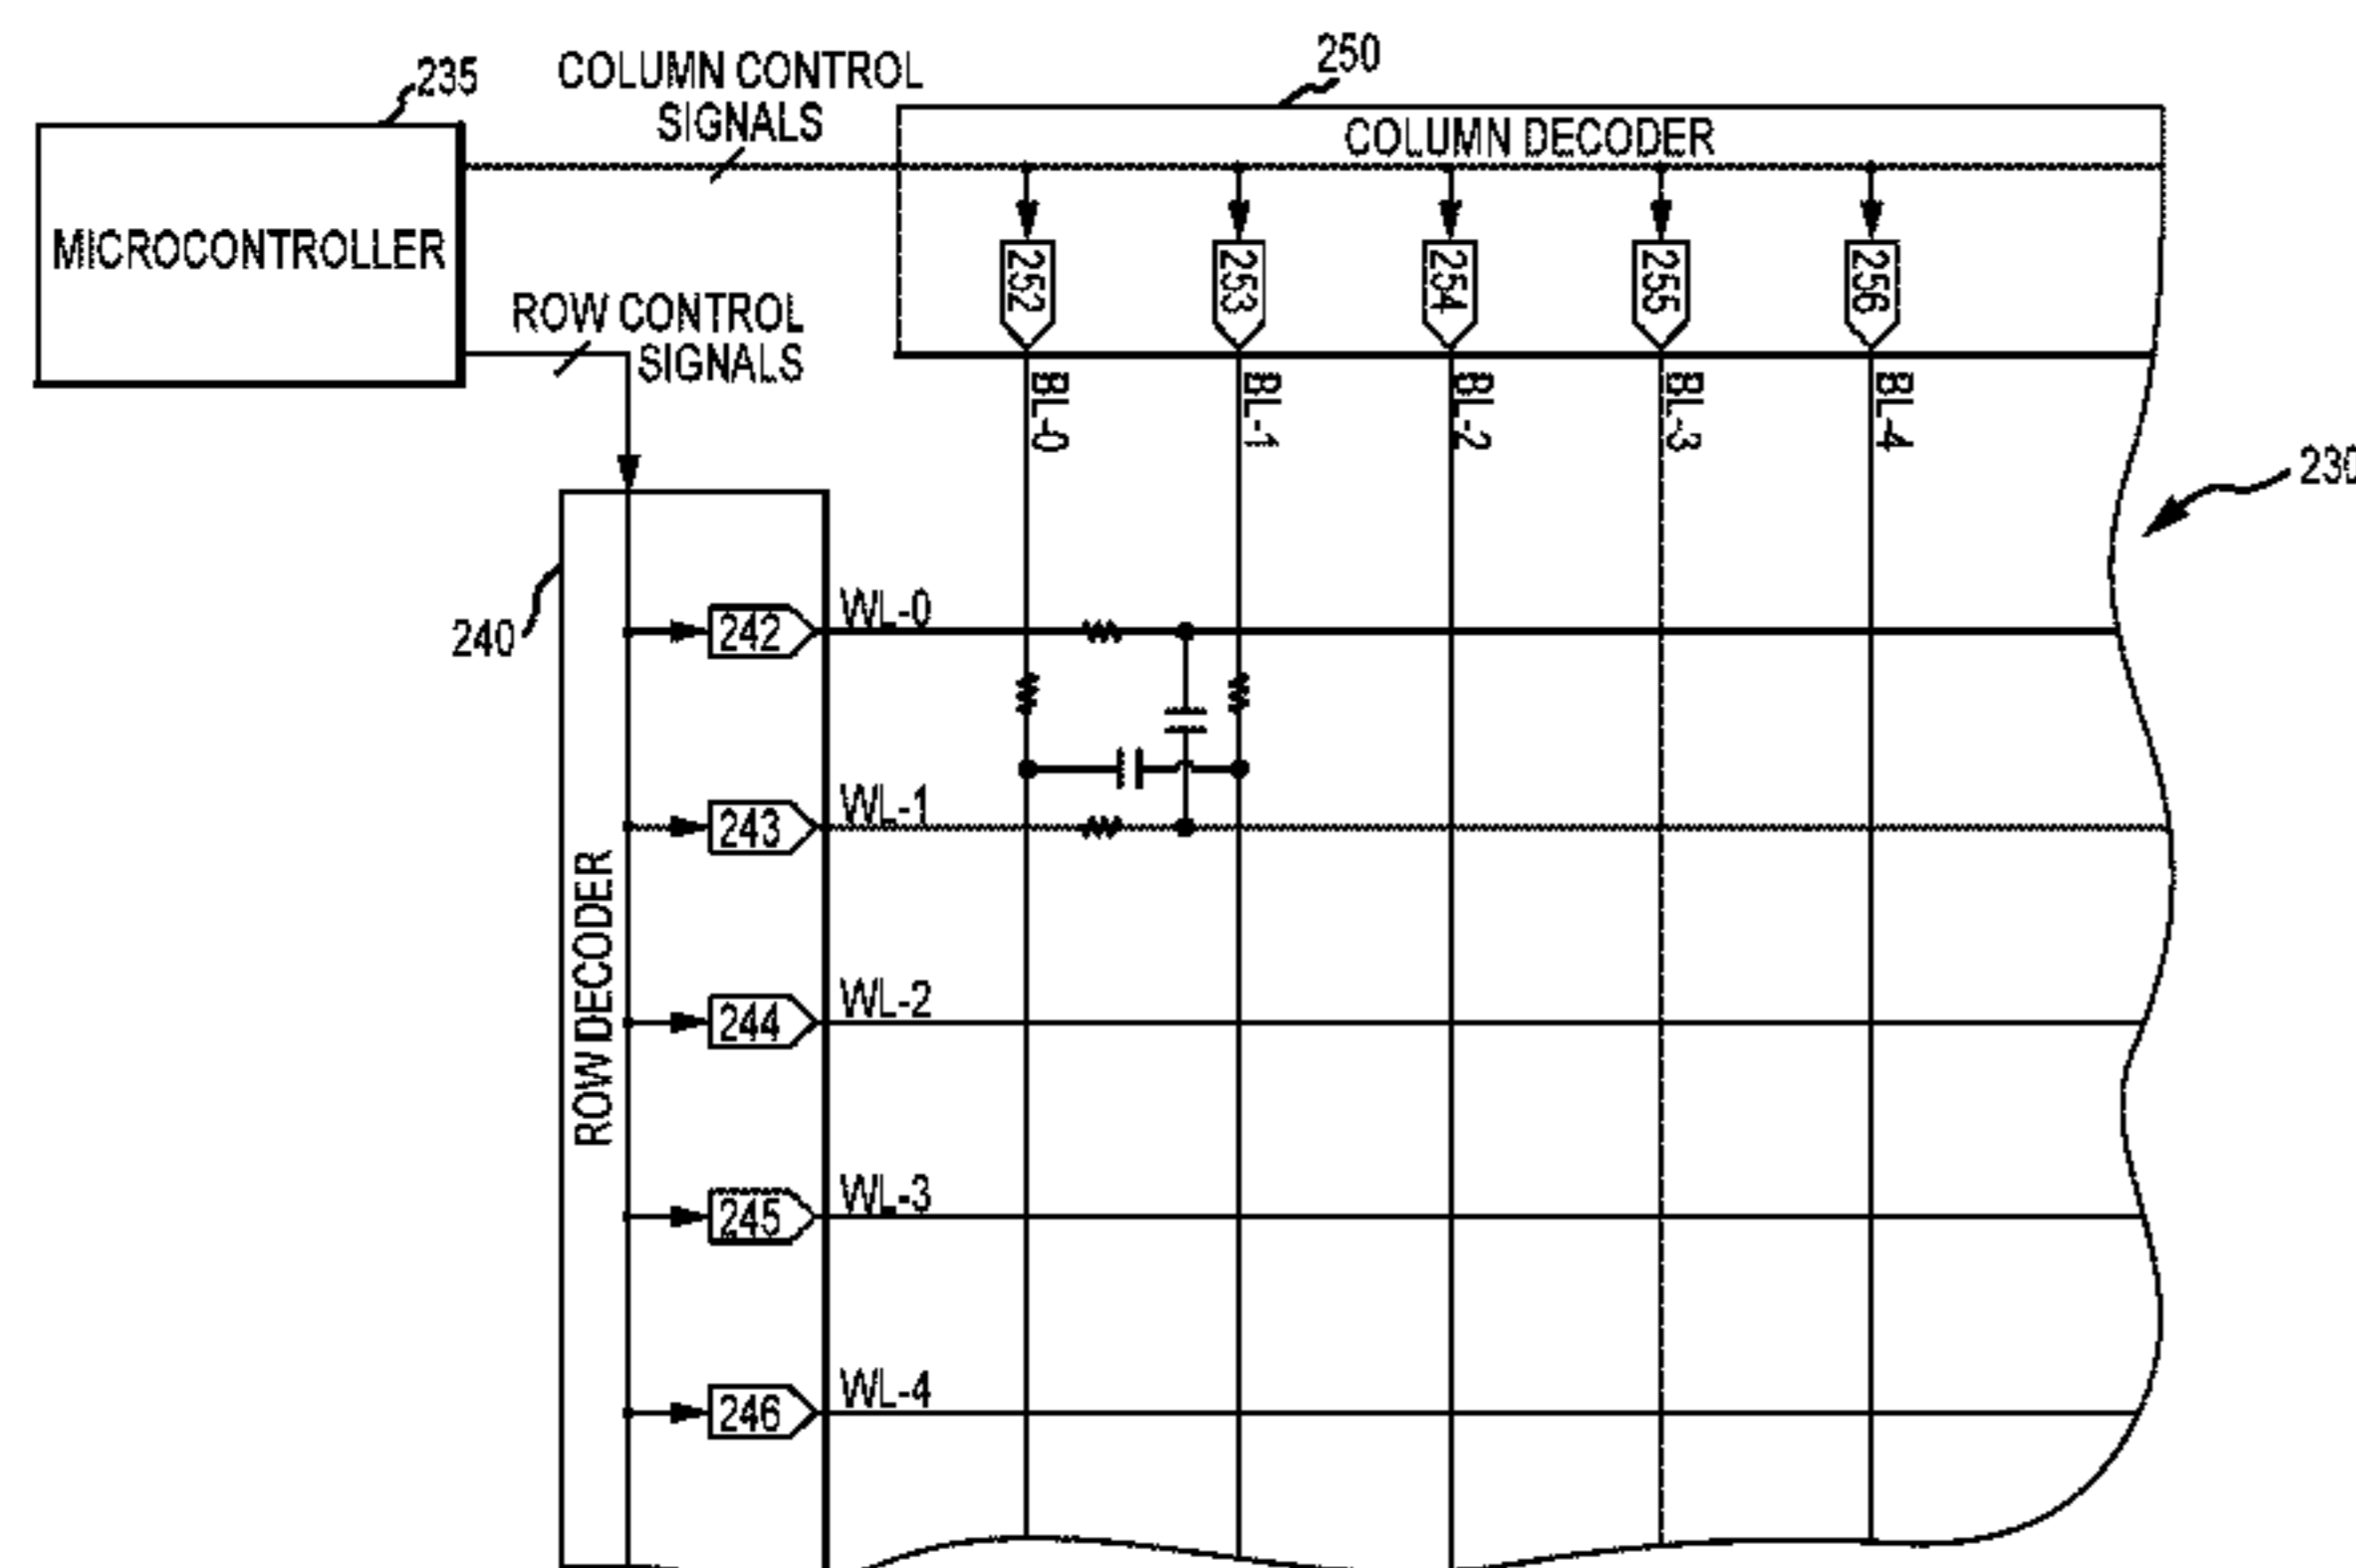 235
COLUMN CONTROL
SIGNALS
250
COLUMN DECODER
MICROCONTROLLER
252
253
254
255
256
ROW CONTROL
SIGNALS
BL-0
BL-1
BL-2
BL-3
BL-4
230
240
242
WL-0
243
WL-1
ROW DECODER
244
WL-2
245
WL-3
246
WL-4